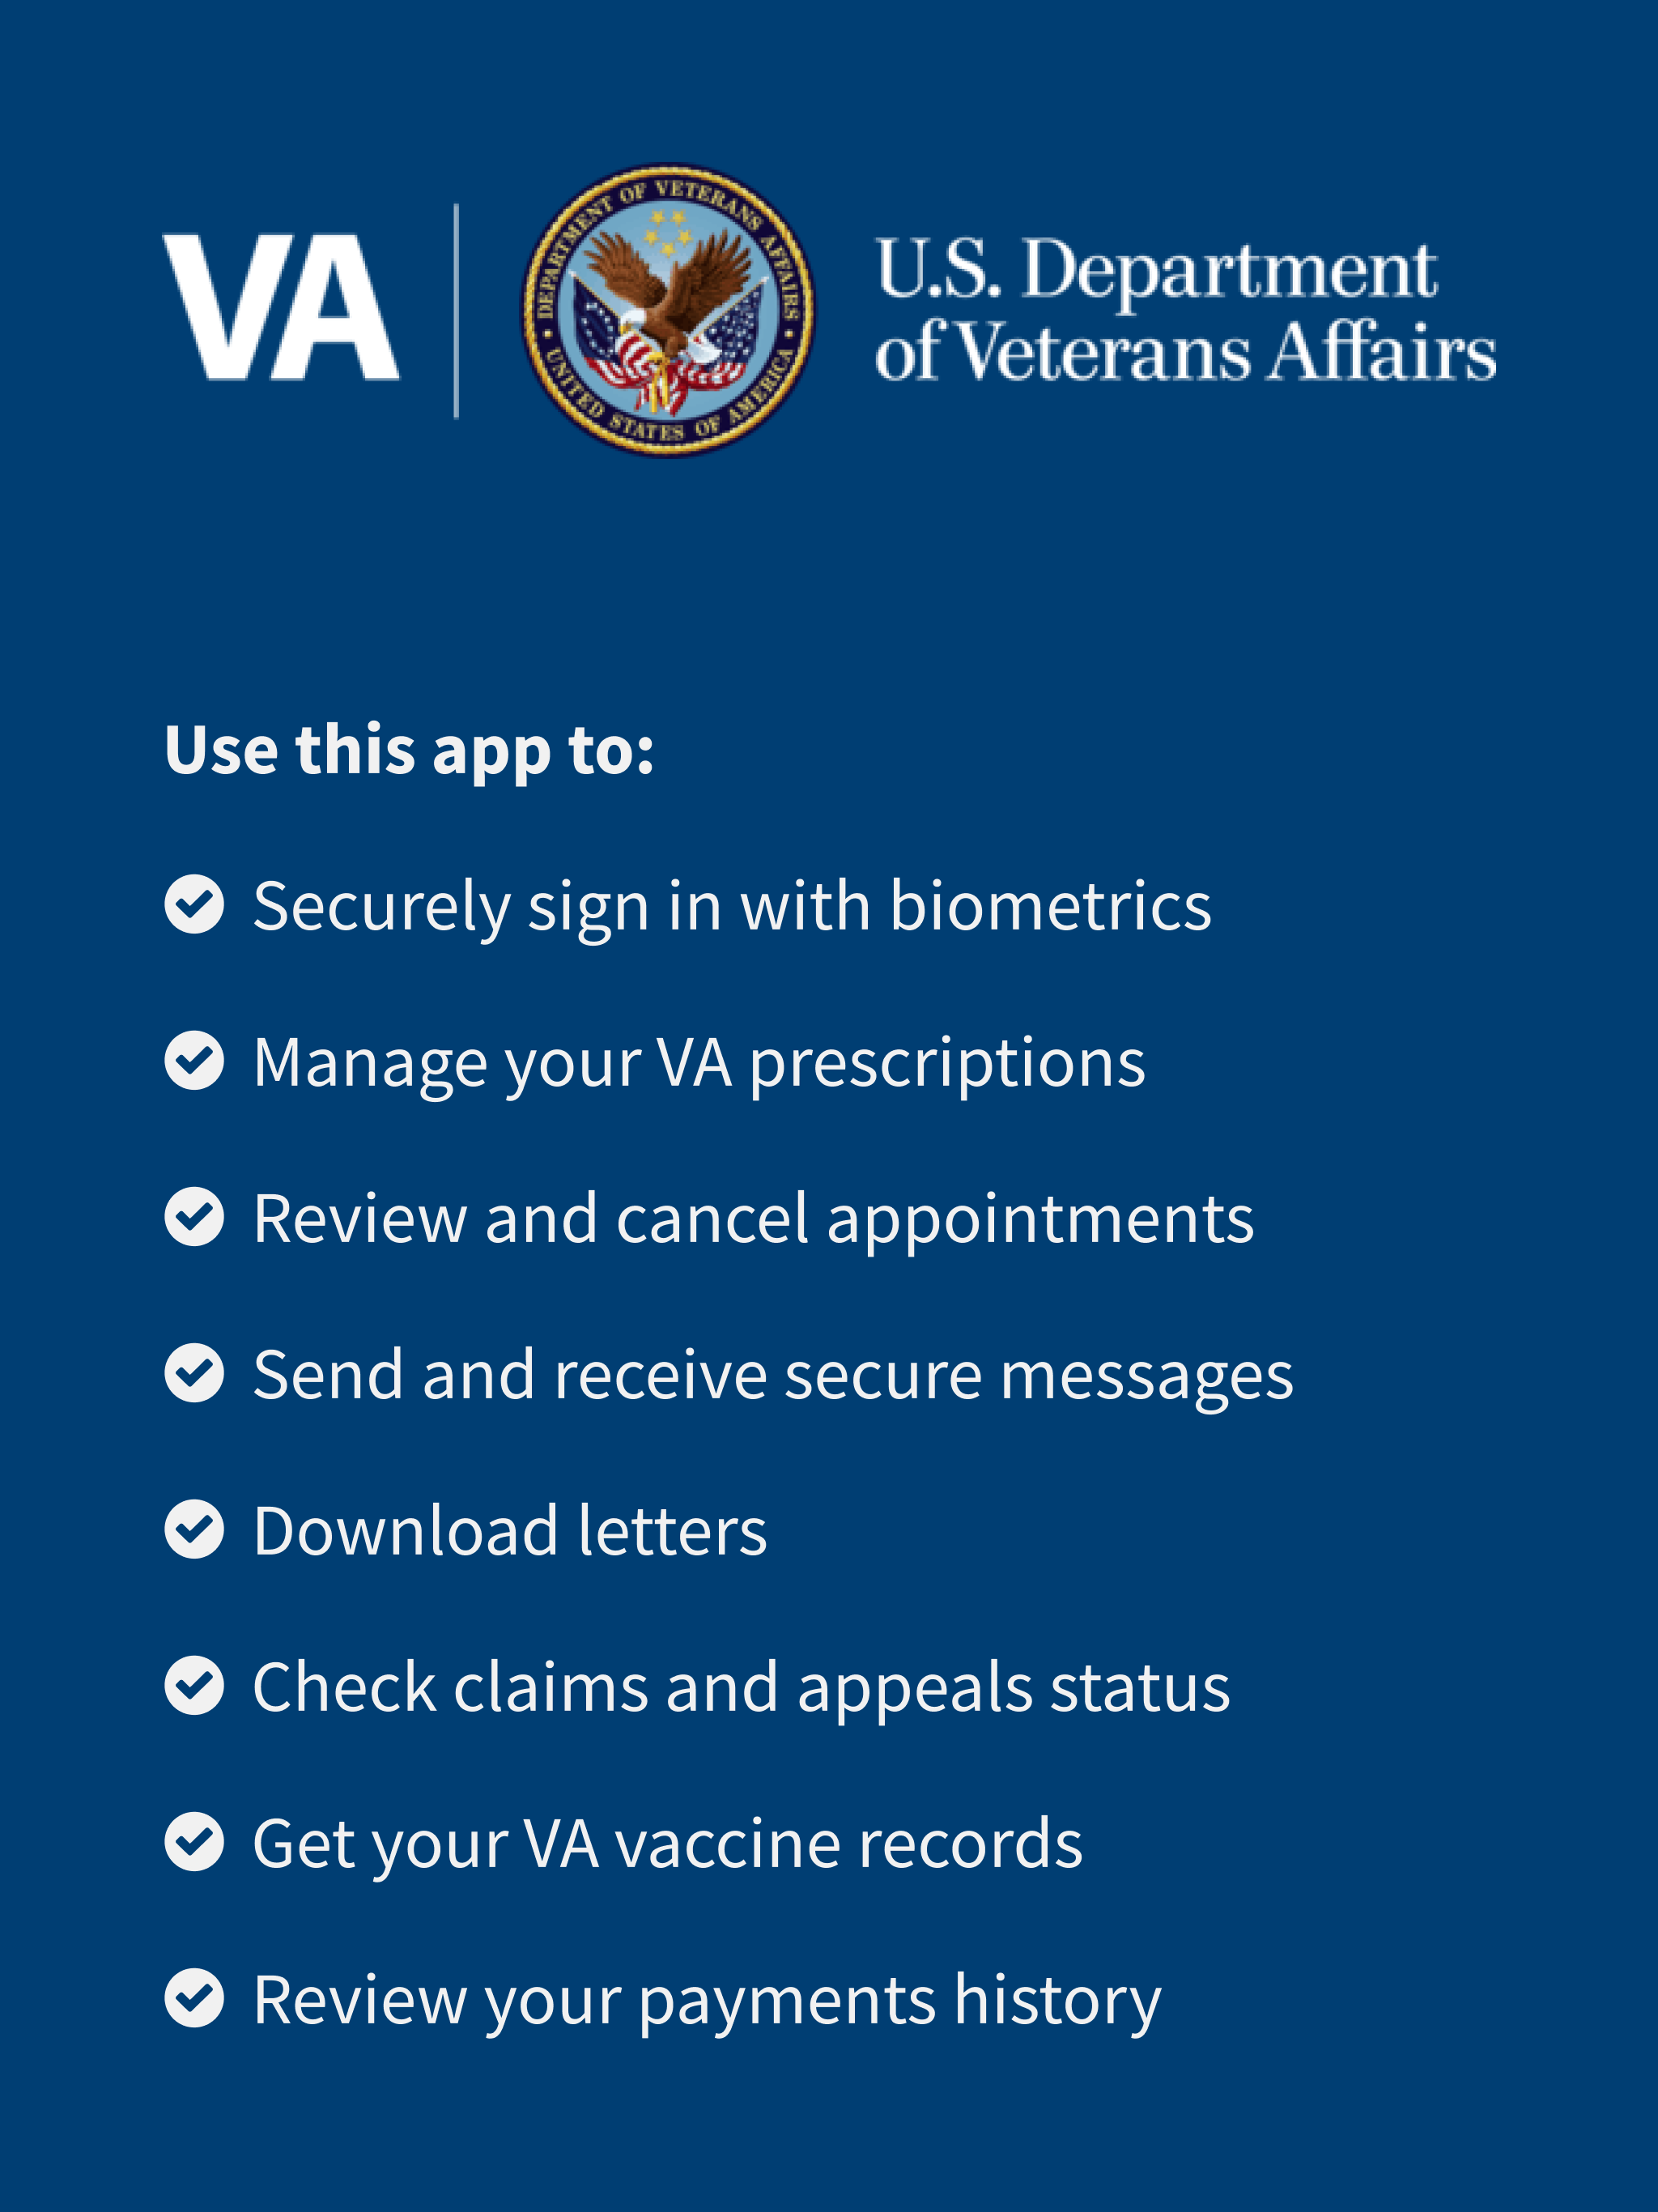 VA
DEPARTMENT OF VETERANS AFFAIRS
UNITED STATES OF AMERICA
U.S. Department
of Veterans Affairs
Use this app to:
Securely sign in with biometrics
Manage your VA prescriptions
Review and cancel appointments
Send and receive secure messages
Download letters
Check claims and appeals status
Get your VA vaccine records
Review your payments history